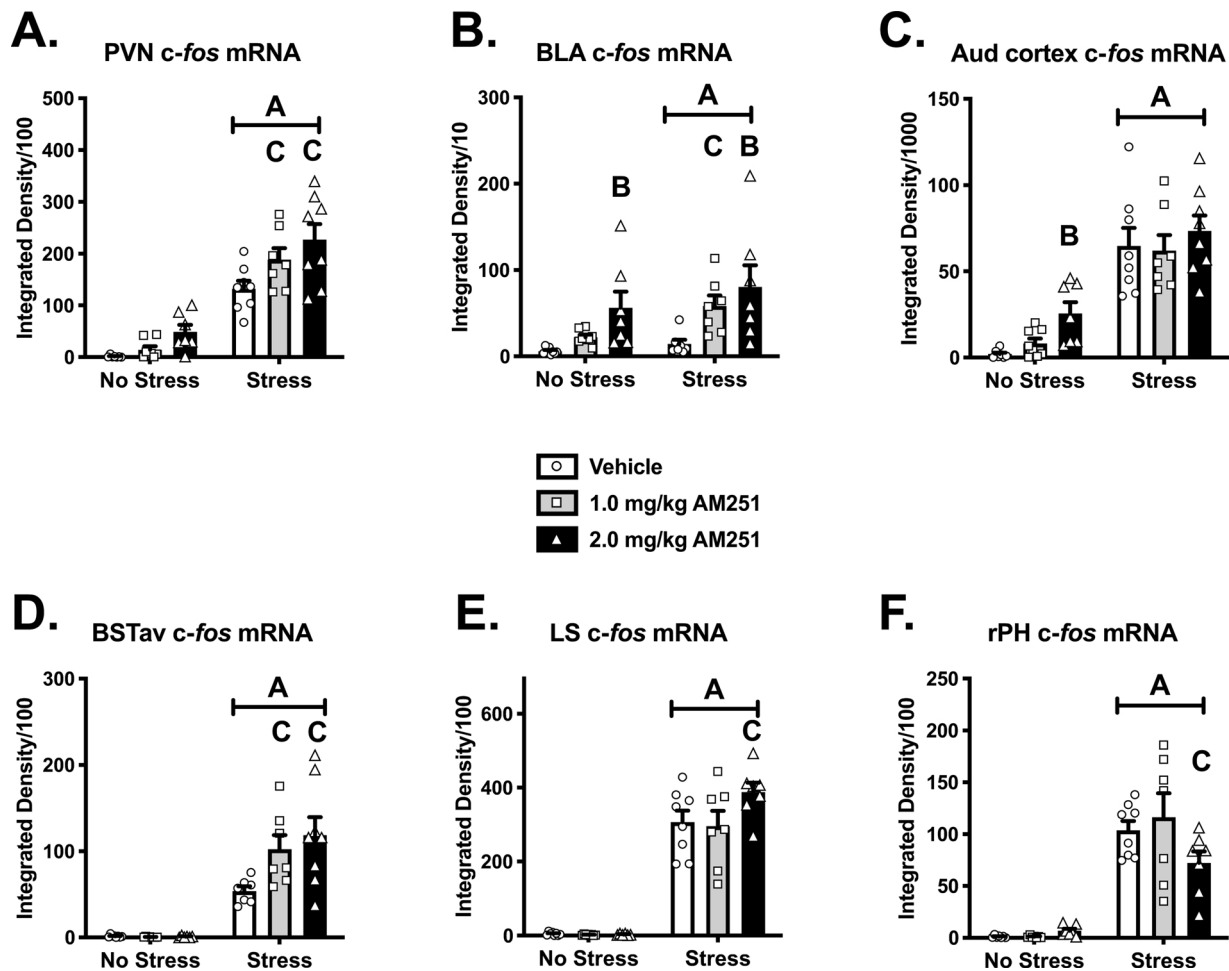 A.
PVN c-fos mRNA
Integrated Density/100
500
400
300
200
100
0
A
C C
No Stress Stress
B.
BLA c-fos mRNA
Integrated Density/10
300
200
100
0
A
C B
B
No Stress Stress
C.
Aud cortex c-fos mRNA
Integrated Density/1000
150
100
50
0
A
B
No Stress Stress
Vehicle
1.0 mg/kg AM251
2.0 mg/kg AM251
D.
BSTav c-fos mRNA
Integrated Density/100
300
200
100
0
A
C C
No Stress Stress
E.
LS c-fos mRNA
Integrated Density/100
600
400
200
0
A
C
No Stress Stress
F.
rPH c-fos mRNA
Integrated Density/100
250
200
150
100
50
0
A
C
No Stress Stress